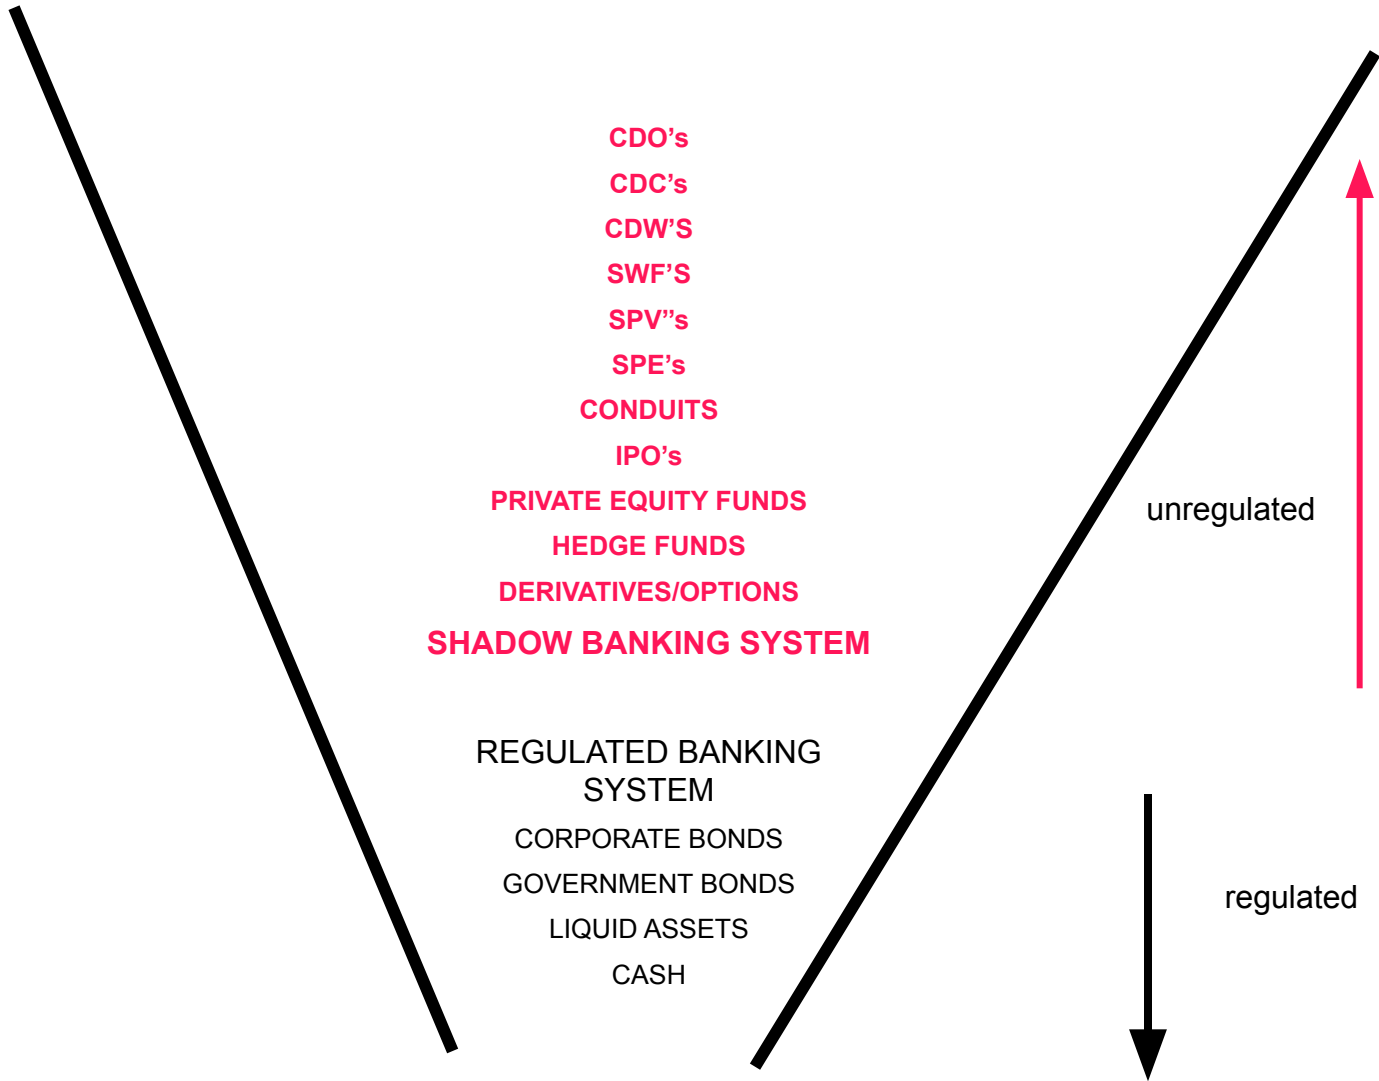 CDO’s
CDC’s
CDW’S
SWF’S
SPV’’s
SPE’s
CONDUITS
IPO’s
PRIVATE EQUITY FUNDS
HEDGE FUNDS
DERIVATIVES/OPTIONS
SHADOW BANKING SYSTEM
unregulated
REGULATED BANKING
SYSTEM
CORPORATE BONDS
GOVERNMENT BONDS
LIQUID ASSETS
CASH
regulated